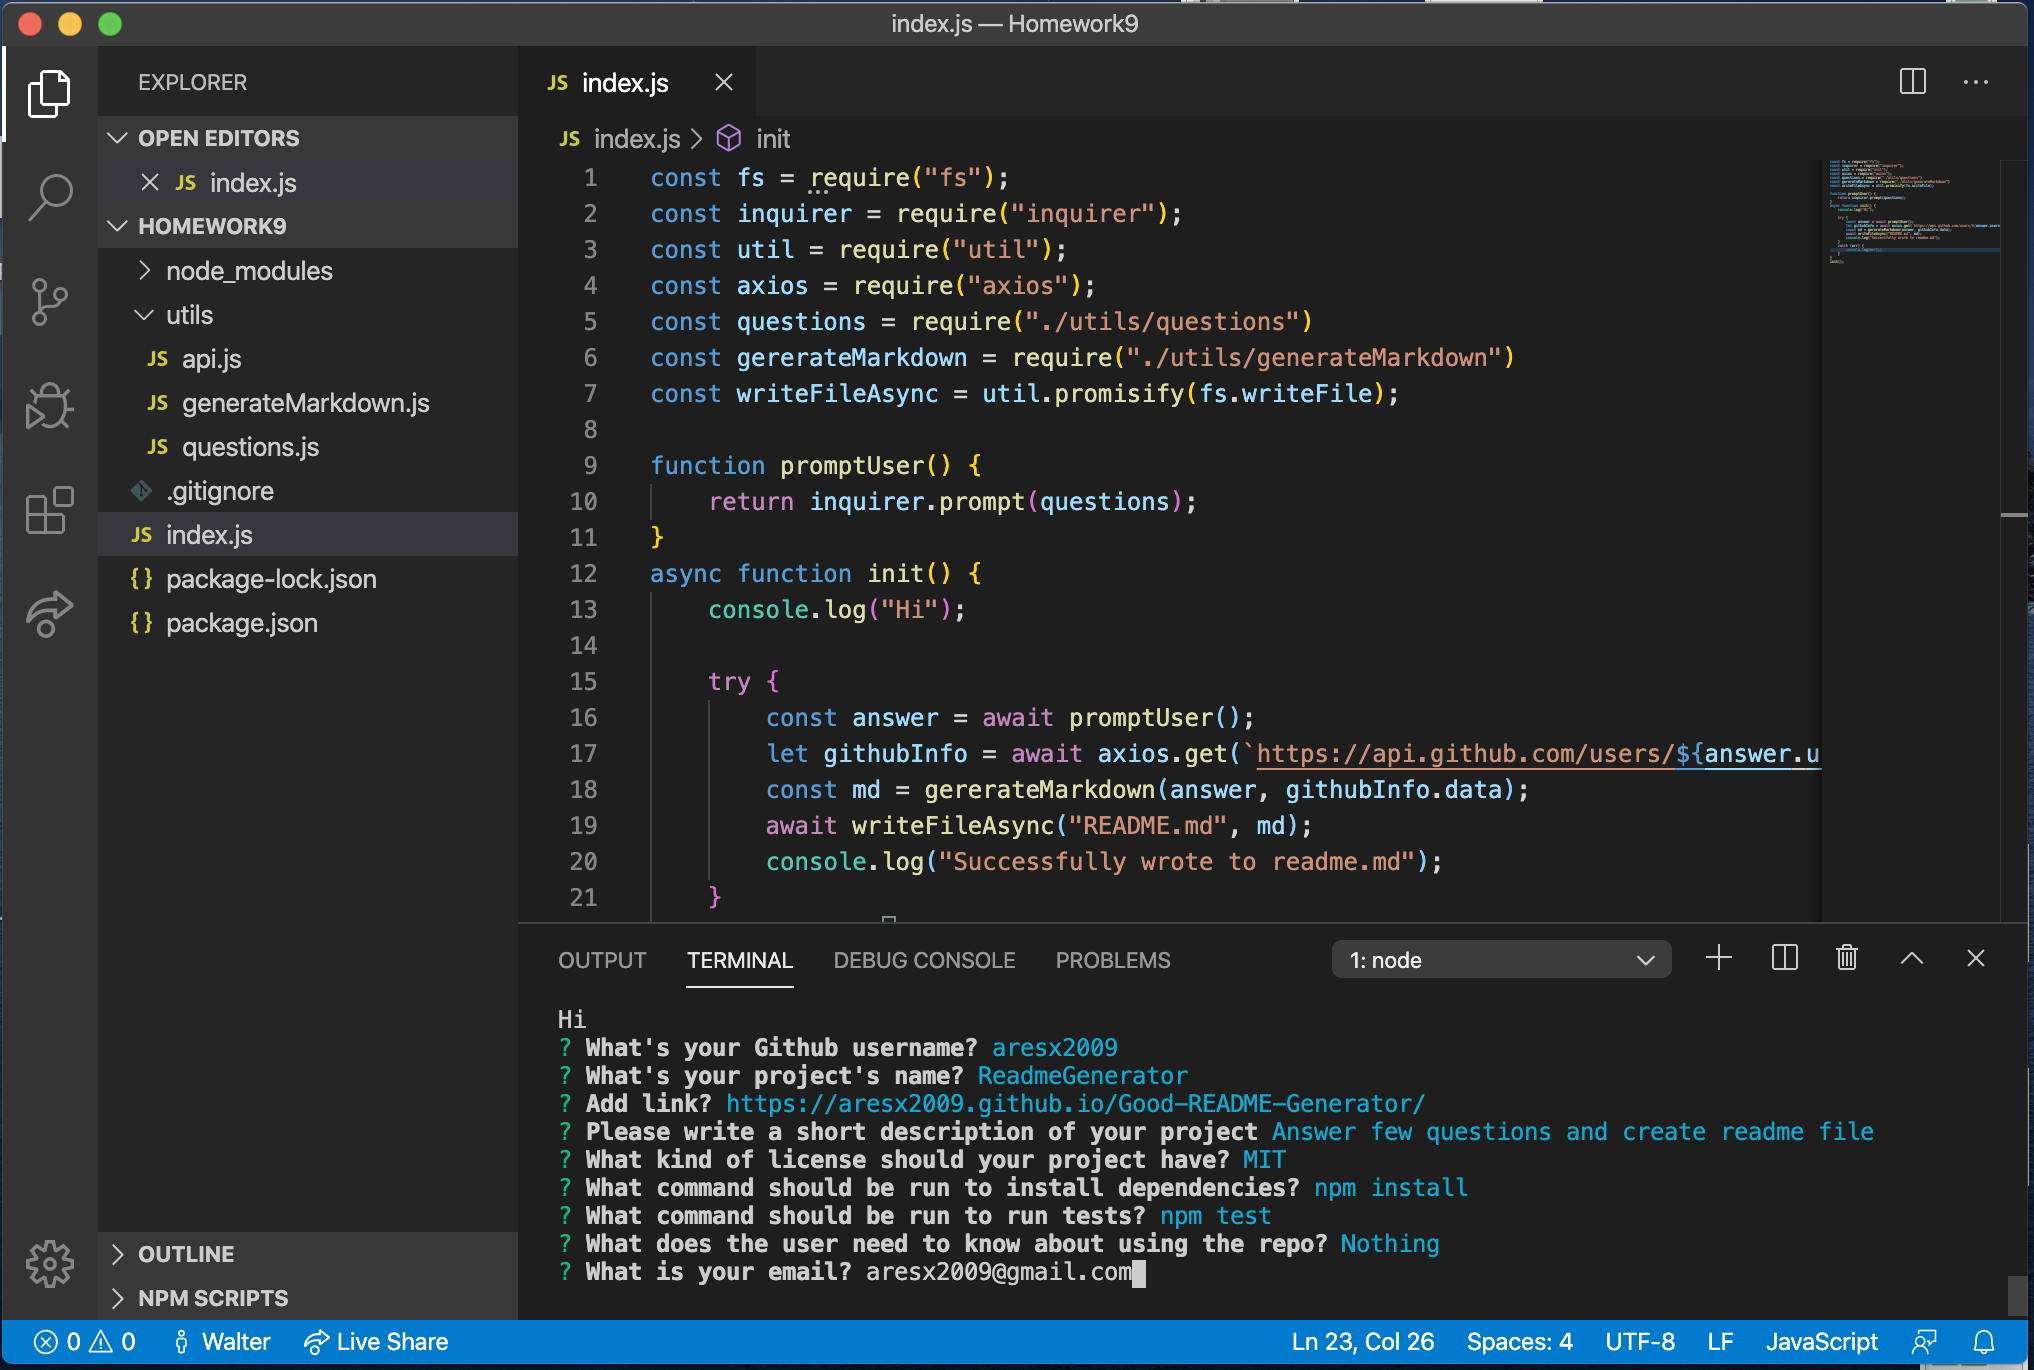 index.js — Homework9
EXPLORER
OPEN EDITORS
JS index.js
HOMEWORK9
node_modules
utils
JS api.js
JS generateMarkdown.js
JS questions.js
.gitignore
JS index.js
{} package-lock.json
{} package.json
OUTLINE
NPM SCRIPTS
JS index.js
JS index.js > init
1 const fs = require("fs");
2 const inquirer = require("inquirer");
3 const util = require("util");
4 const axios = require("axios");
5 const questions = require("./utils/questions")
6 const gererateMarkdown = require("./utils/generateMarkdown")
7 const writeFileAsync = util.promisify(fs.writeFile);
8
9 function promptUser() {
10 return inquirer.prompt(questions);
11 }
12 async function init() {
13 console.log("Hi");
14
15 try {
16 const answer = await promptUser();
17 let githubInfo = await axios.get(`https://api.github.com/users/${answer.u
18 const md = gererateMarkdown(answer, githubInfo.data);
19 await writeFileAsync("README.md", md);
20 console.log("Successfully wrote to readme.md");
21 }
OUTPUT TERMINAL DEBUG CONSOLE PROBLEMS 1: node
Hi
? What's your Github username? aresx2009
? What's your project's name? ReadmeGenerator
? Add link? https://aresx2009.github.io/Good-README-Generator/
? Please write a short description of your project Answer few questions and create readme file
? What kind of license should your project have? MIT
? What command should be run to install dependencies? npm install
? What command should be run to run tests? npm test
? What does the user need to know about using the repo? Nothing
? What is your email? aresx2009@gmail.com
0 0 Walter Live Share Ln 23, Col 26 Spaces: 4 UTF-8 LF JavaScript